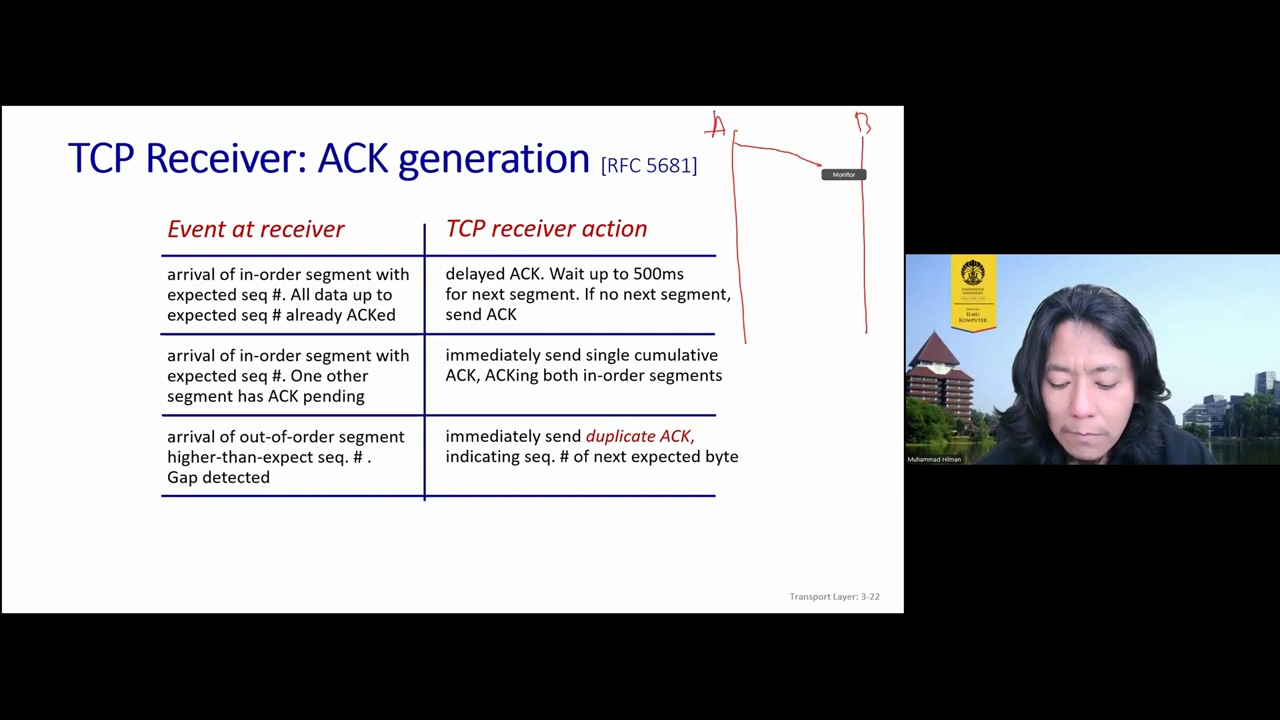 A
B
TCP Receiver: ACK generation [RFC 5681]
Monitor
Event at receiver
TCP receiver action
arrival of in-order segment with
expected seq #. All data up to
expected seq # already ACKed
delayed ACK. Wait up to 500ms
for next segment. If no next segment,
send ACK
arrival of in-order segment with
expected seq #. One other
segment has ACK pending
immediately send single cumulative
ACK, ACKing both in-order segments
arrival of out-of-order segment
higher-than-expect seq. # .
Gap detected
immediately send duplicate ACK,
indicating seq. # of next expected byte
Transport Layer: 3-22
UNIVERSITAS
INDONESIA
ILMU
KOMPUTER
Muhammad Hilman